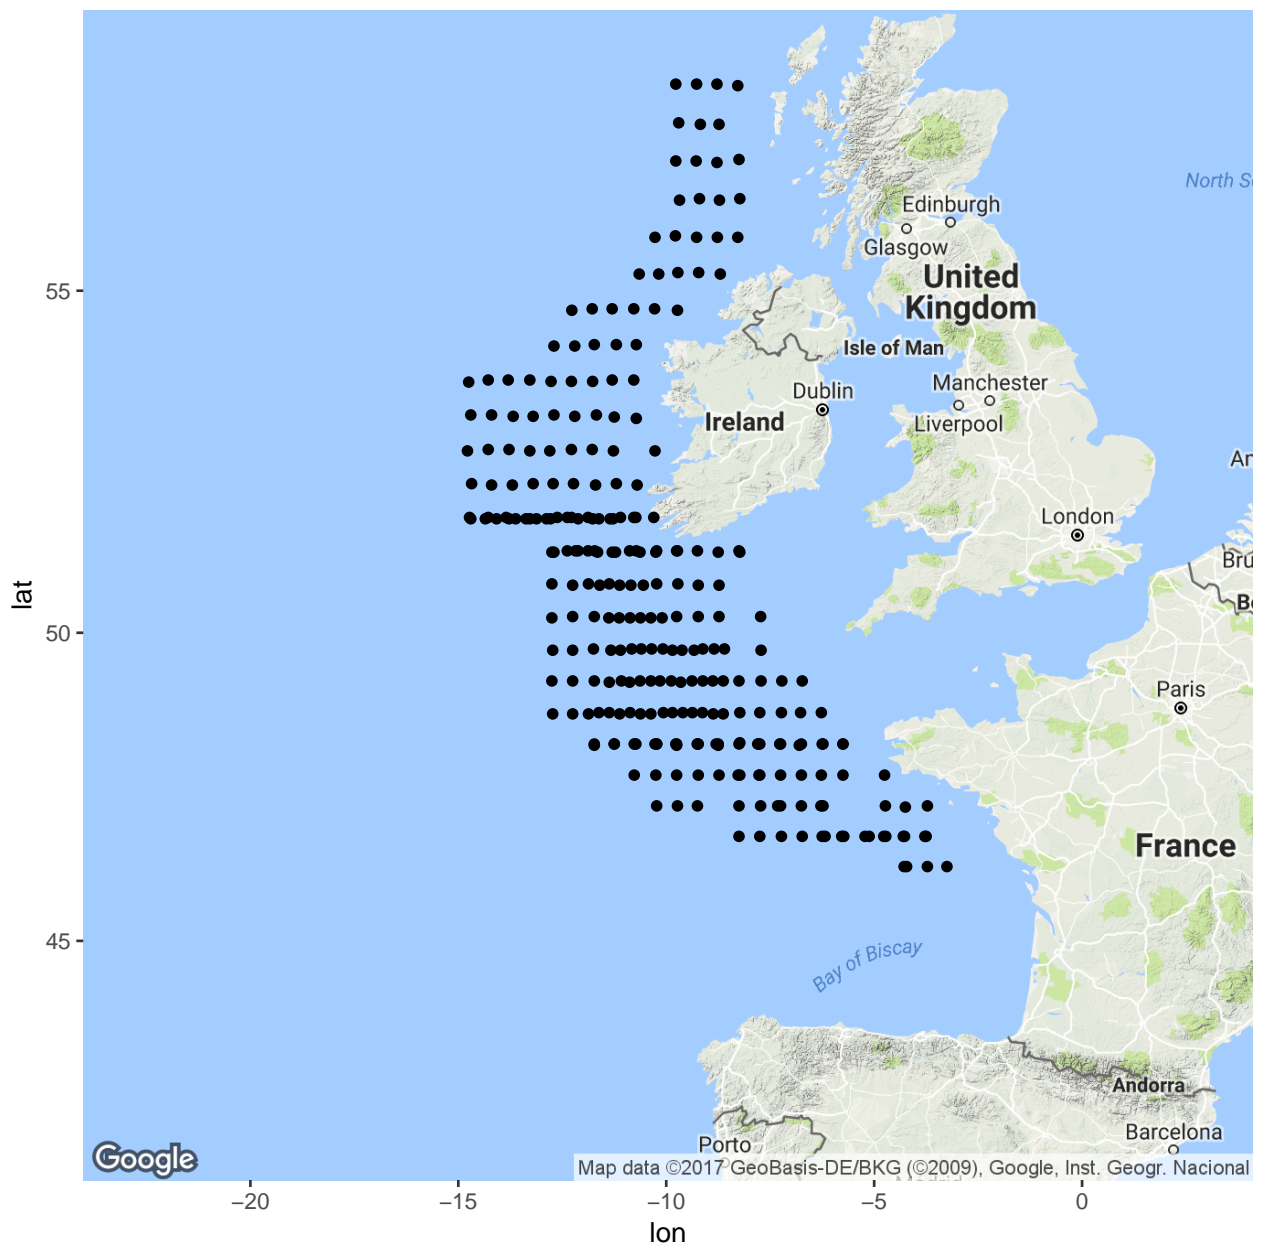 North S
Edinburgh
Glasgow
United
Kingdom
55
Isle of Man
Manchester
Dublin
Ireland
Liverpool
An
London
Bru
lat
Be
50
Paris
France
45
Bay of Biscay
Andorra
Barcelona
Porto
Google
Map data ©2017 GeoBasis-DE/BKG (©2009), Google, Inst. Geogr. Nacional
−20
−15
−10
−5
0
lon